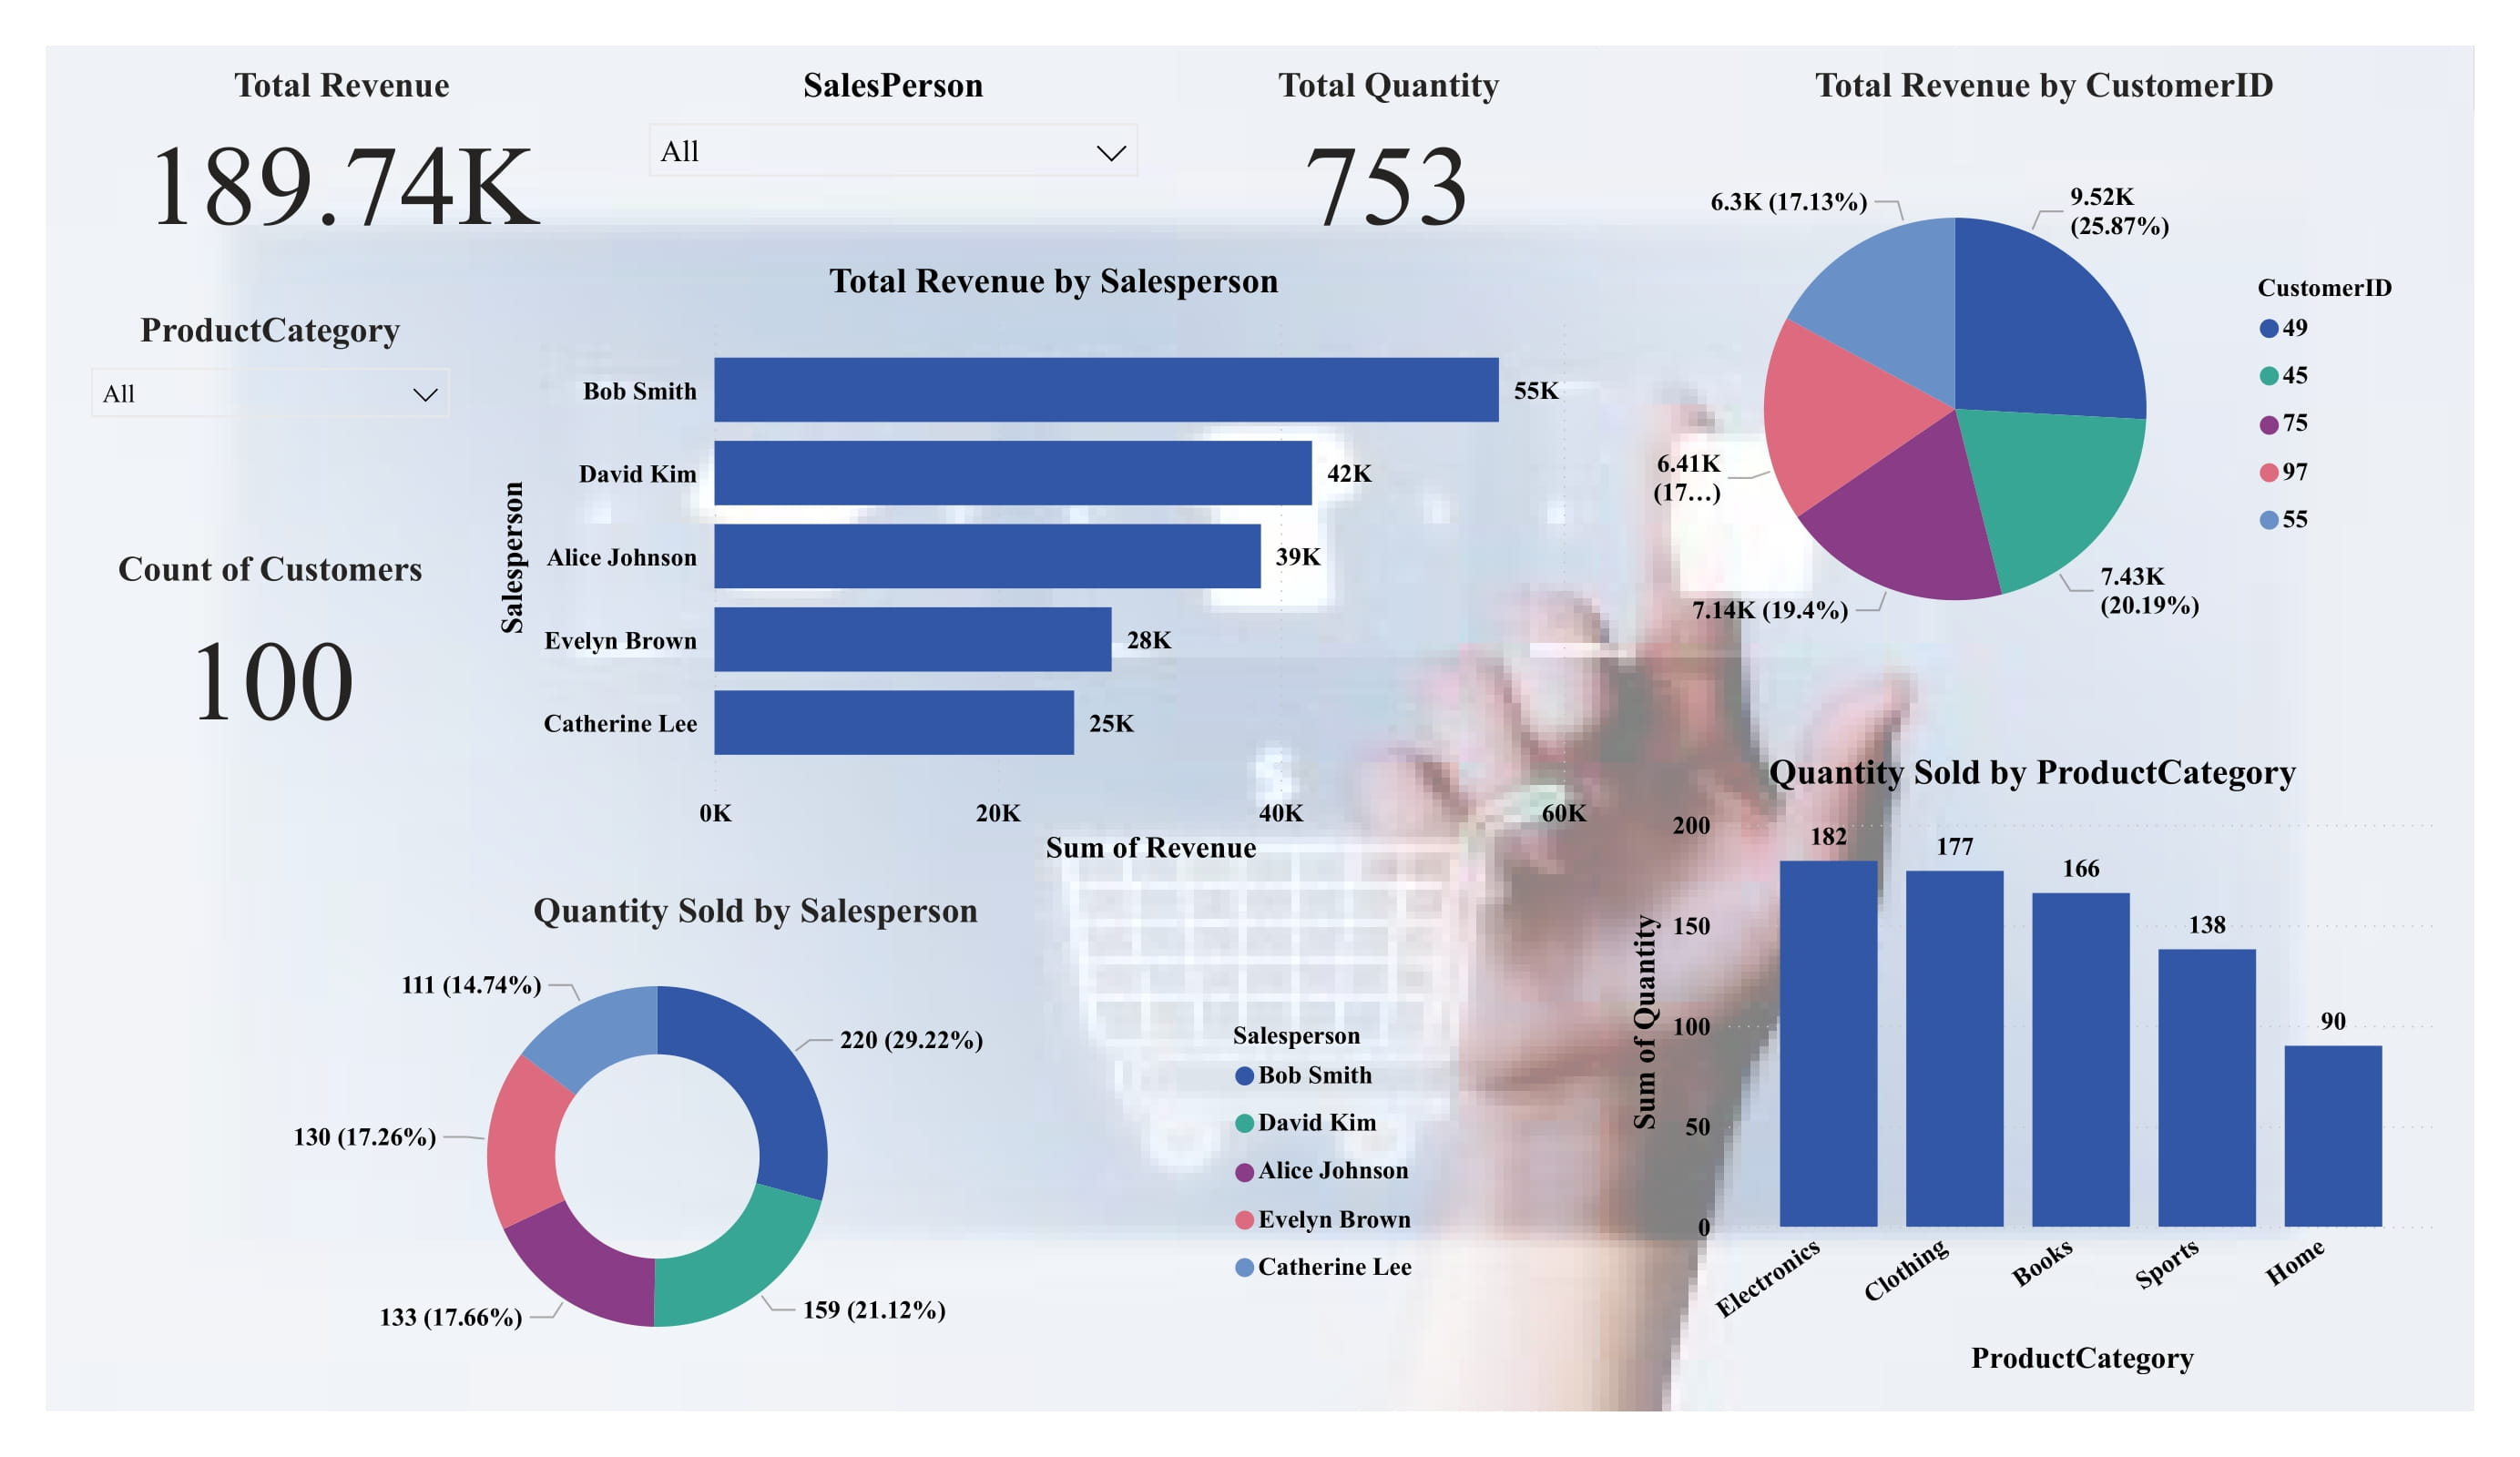 Total Revenue
189.74K
SalesPerson
All
Total Quantity
753
Total Revenue by CustomerID
6.3K (17.13%)
9.52K
(25.87%)
6.41K
(17…)
7.14K (19.4%)
7.43K
(20.19%)
CustomerID
49
45
75
97
55
ProductCategory
All
Count of Customers
100
Total Revenue by Salesperson
Salesperson
Bob Smith
55K
David Kim
42K
Alice Johnson
39K
Evelyn Brown
28K
Catherine Lee
25K
0K
20K
40K
60K
Sum of Revenue
Quantity Sold by Salesperson
111 (14.74%)
220 (29.22%)
130 (17.26%)
133 (17.66%)
159 (21.12%)
Salesperson
Bob Smith
David Kim
Alice Johnson
Evelyn Brown
Catherine Lee
Quantity Sold by ProductCategory
Sum of Quantity
200
150
100
50
0
182
177
166
138
90
Electronics
Clothing
Books
Sports
Home
ProductCategory